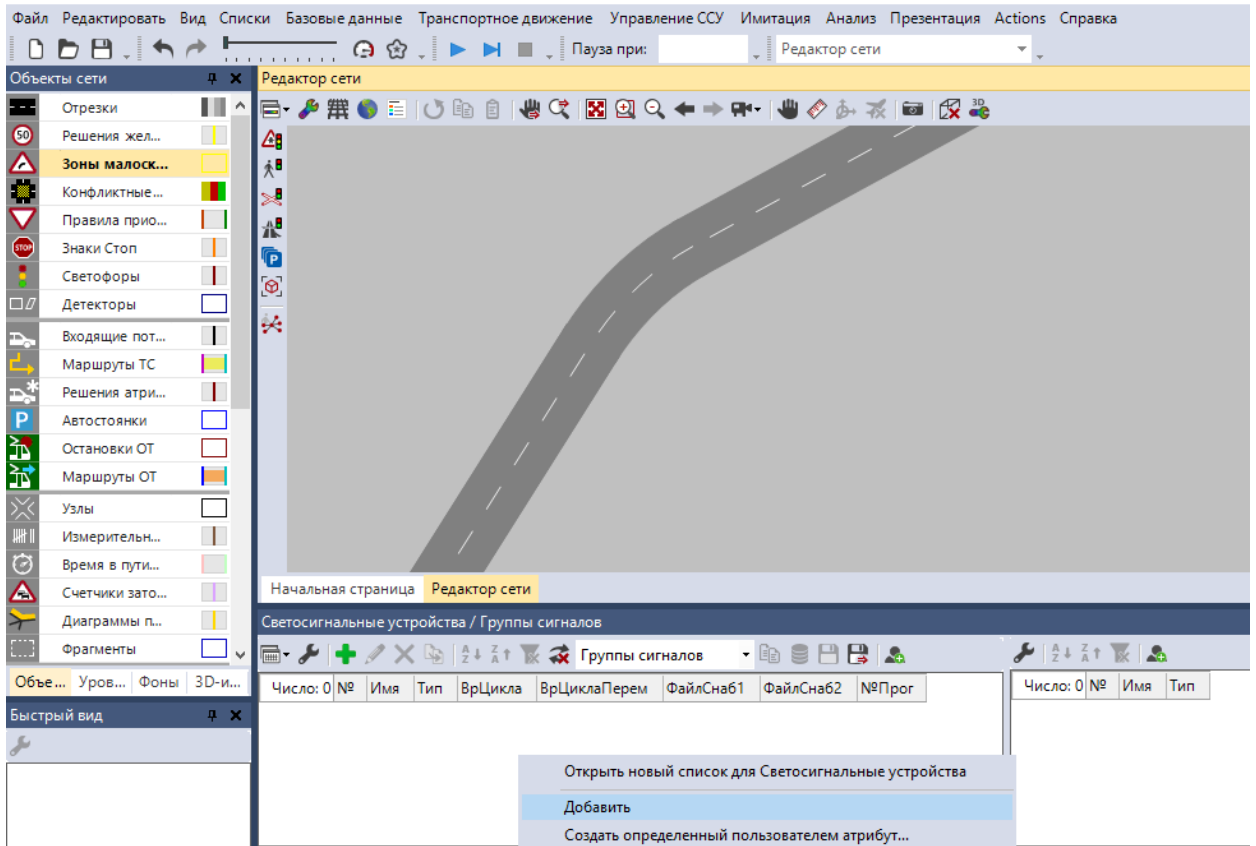 Файл Редактировать Вид Списки Базовые данные Транспортное движение Управление ССУ Имитация Анализ Презентация Actions Справка
Пауза при: Редактор сети
Объекты сети
Редактор сети
Отрезки
50 Решения жел...
Зоны малоск...
Конфликтные...
Правила прио...
STOP Знаки Стоп
Светофоры
Детекторы
Входящие пот...
Маршруты ТС
Решения атри...
P Автостоянки
Остановки ОТ
Маршруты ОТ
Узлы
Измерительн...
Время в пути...
Счетчики зато...
Диаграммы п...
Фрагменты
Объе... Уров... Фоны 3D-и...
Быстрый вид
3D
P
Начальная страница Редактор сети
Светосигнальные устройства / Группы сигналов
Группы сигналов
Число: 0 № Имя Тип ВрЦикла ВрЦиклаПерем ФайлСнаб1 ФайлСнаб2 №Прог
Число: 0 № Имя Тип
Открыть новый список для Светосигнальные устройства
Добавить
Создать определенный пользователем атрибут...